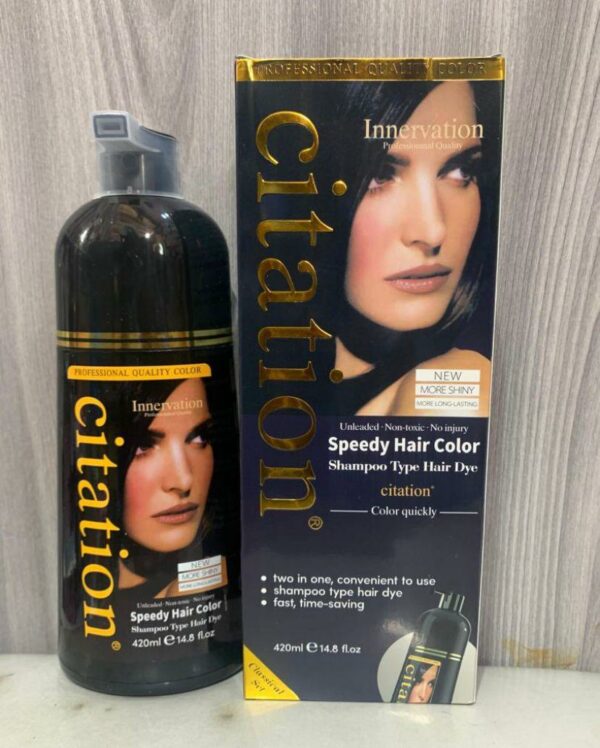 PROFESSIONAL QUALITY COLOR
citation®
Innervation
Professional Quality
NEW
MORE SHINY
MORE LONG-LASTING
Unleaded · Non-toxic · No injury
Speedy Hair Color
Shampoo Type Hair Dye
citation®
Color quickly
• two in one, convenient to use
• shampoo type hair dye
• fast, time-saving
420ml e 14.8 fl.oz
Classical
Set
PROFESSIONAL QUALITY COLOR
citation®
Innervation
Professional Quality
NEW
MORE SHINY
MORE LONG-LASTING
Unleaded · Non-toxic · No injury
Speedy Hair Color
Shampoo Type Hair Dye
420ml e 14.8 fl.oz